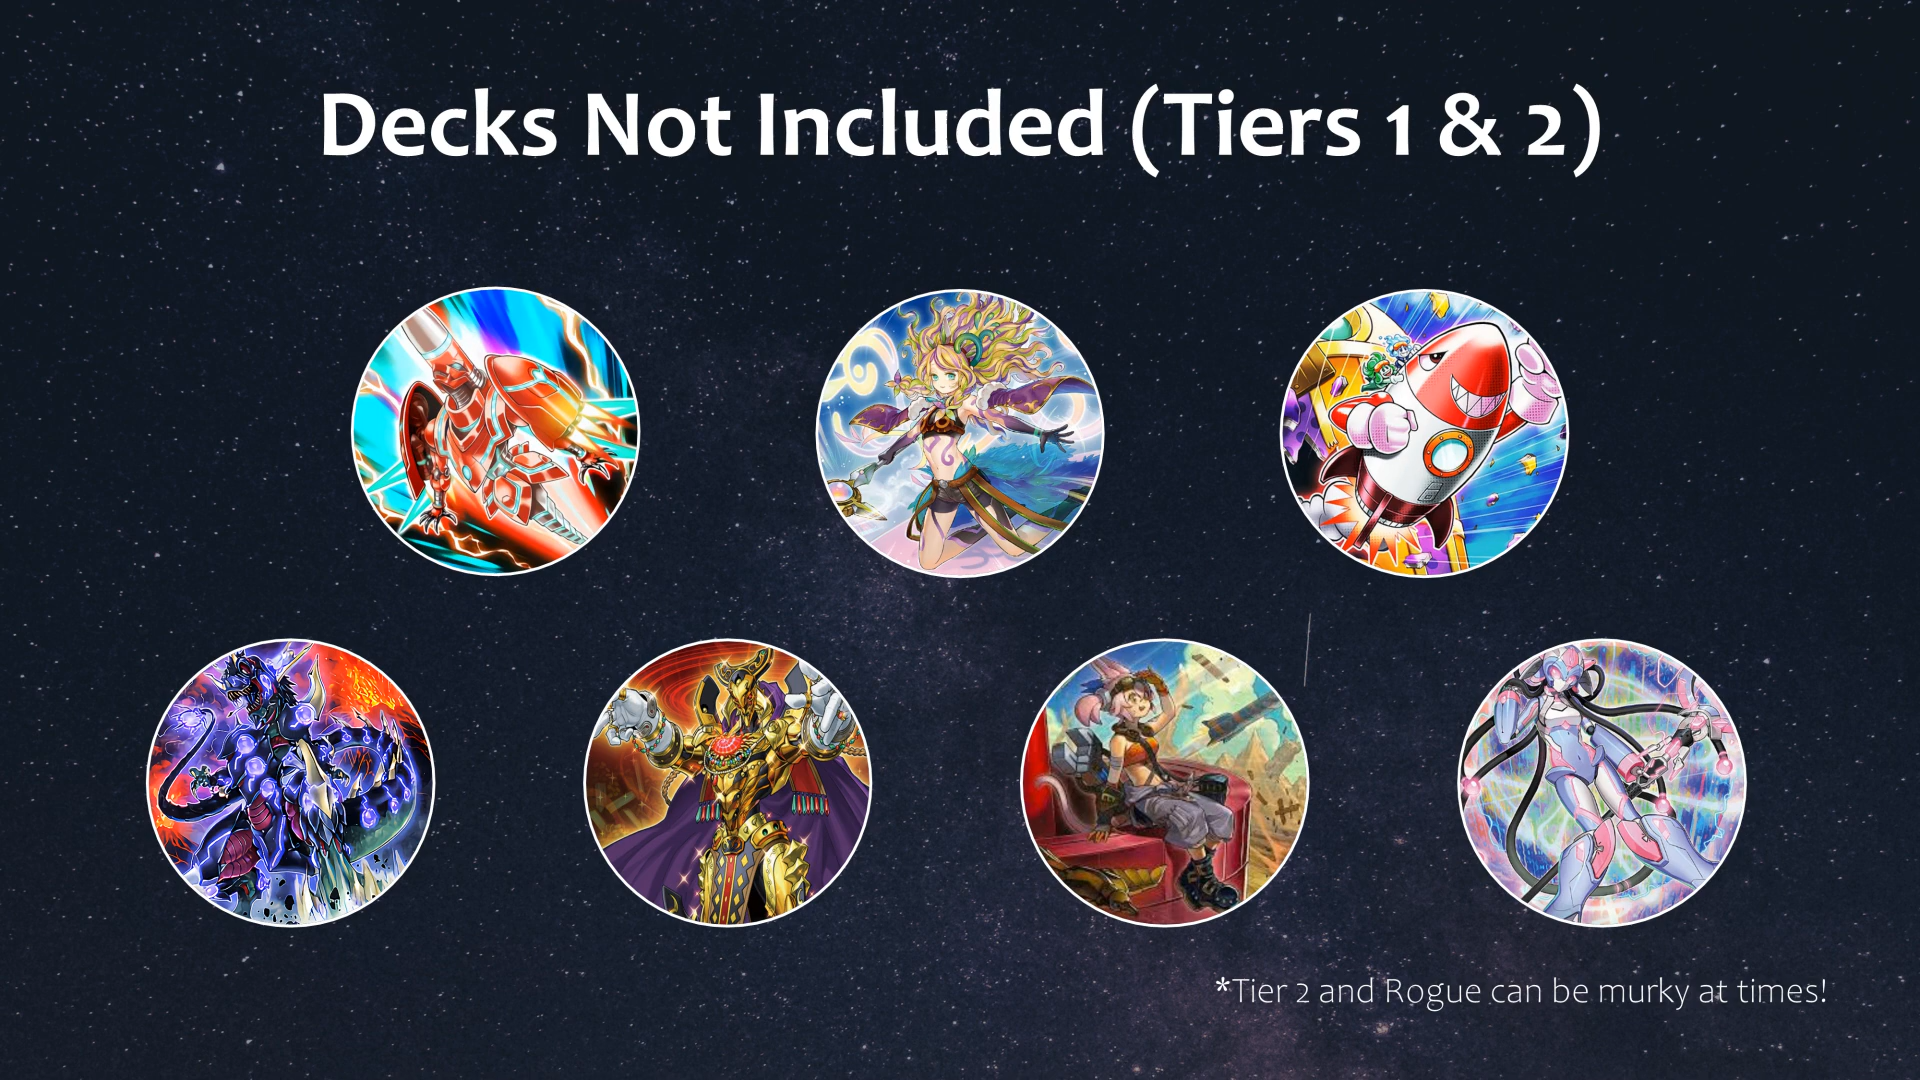 Decks Not Included (Tiers 1 & 2)
*Tier 2 and Rogue can be murky at times!